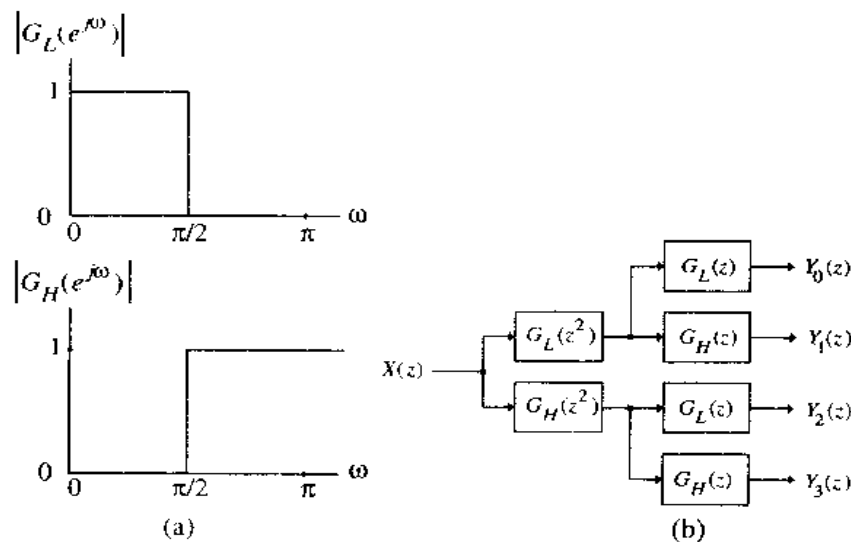 |G_L(e^{jω})|
1
0
0 π/2 π ω
|G_H(e^{jω})|
1
0
0 π/2 π ω
(a)
G_L(z) Y_0(z)
G_L(z^2) G_H(z) Y_1(z)
X(z)
G_H(z^2) G_L(z) Y_2(z)
G_H(z) Y_3(z)
(b)